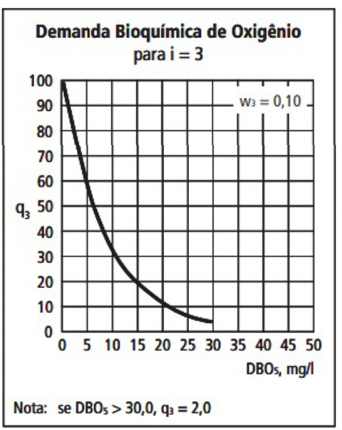 Demanda Bioquímica de Oxigênio
para i = 3
w₃ = 0,10
100
90
80
70
60
50
40
30
20
10
0
q₃
0 5 10 15 20 25 30 35 40 45 50
DBO₅, mg/l
Nota: se DBO₅ > 30,0, q₃ = 2,0